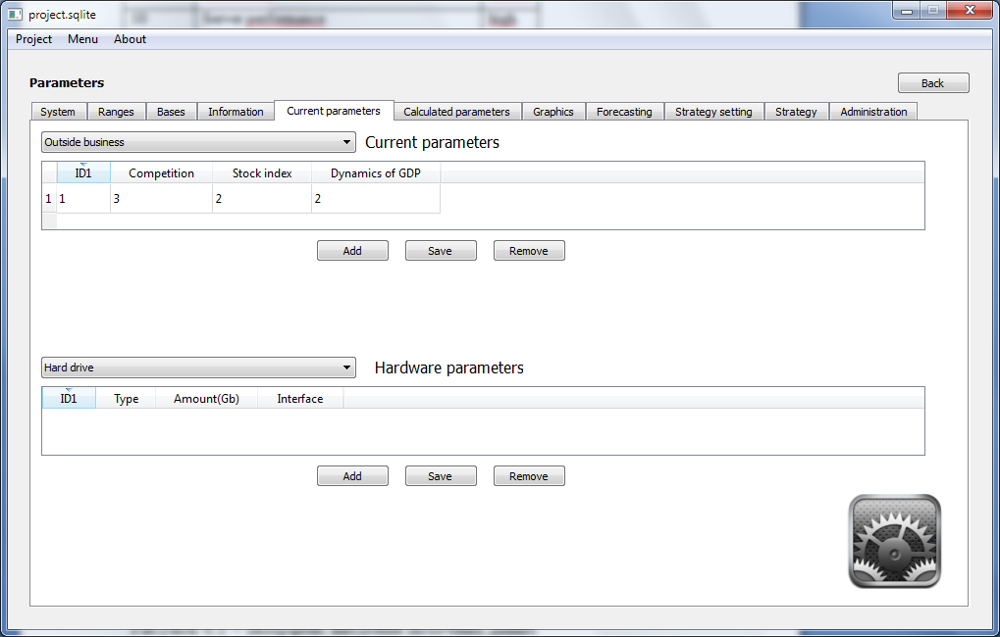 project.sqlite
Project Menu About
Parameters
Back
System Ranges Bases Information Current parameters Calculated parameters Graphics Forecasting Strategy setting Strategy Administration
Outside business Current parameters
ID1 Competition Stock index Dynamics of GDP
1 1 3 2 2
Add Save Remove
Hard drive Hardware parameters
ID1 Type Amount(Gb) Interface
Add Save Remove